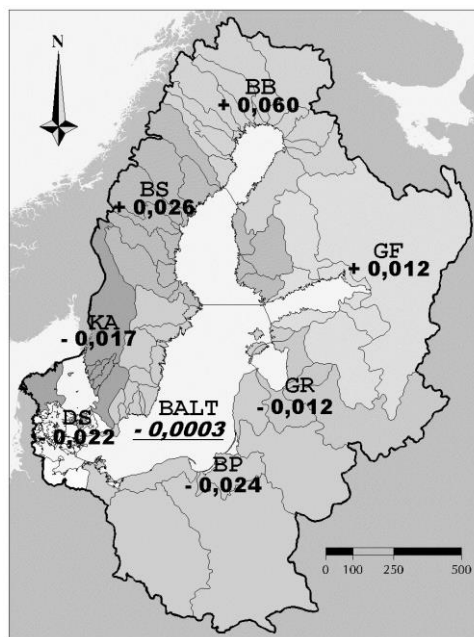 N
BB
+ 0,060
BS
+ 0,026
GF
+ 0,012
KA
- 0,017
GR
- 0,012
DS
- 0,022
BALT
- 0,0003
BP
- 0,024
0 100 250 500